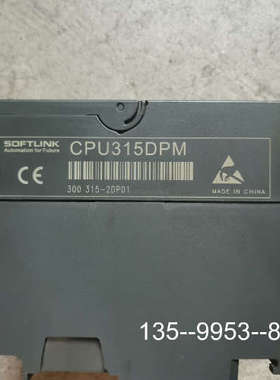 SOFTLINK CPU315DPM
Automation for Future
CE
300 315-2DP01
MADE IN CHINA
135--9953--8